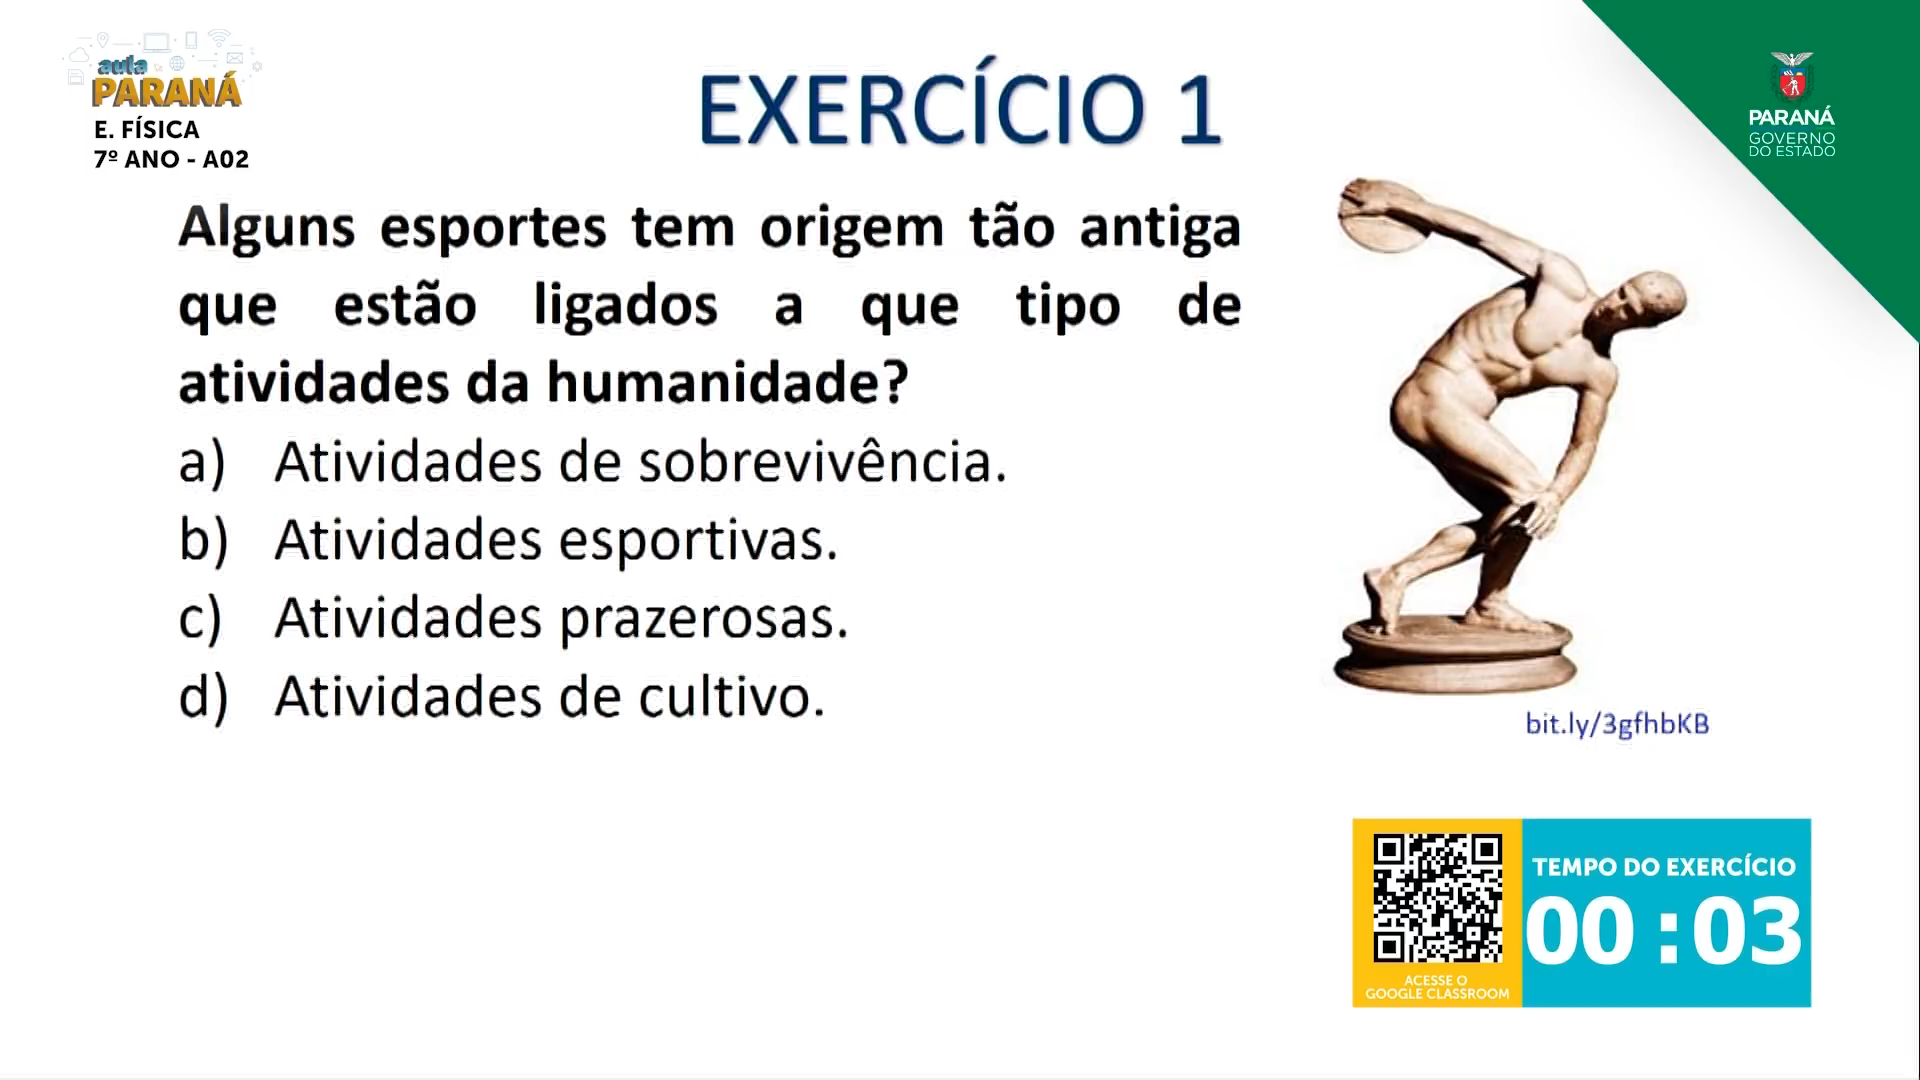 aula
PARANÁ
E. FÍSICA
7º ANO - A02
EXERCÍCIO 1
PARANÁ
GOVERNO
DO ESTADO
Alguns esportes tem origem tão antiga
que estão ligados a que tipo de
atividades da humanidade?
a) Atividades de sobrevivência.
b) Atividades esportivas.
c) Atividades prazerosas.
d) Atividades de cultivo.
bit.ly/3gfhbKB
ACESSE O
GOOGLE CLASSROOM
TEMPO DO EXERCÍCIO
00 : 03